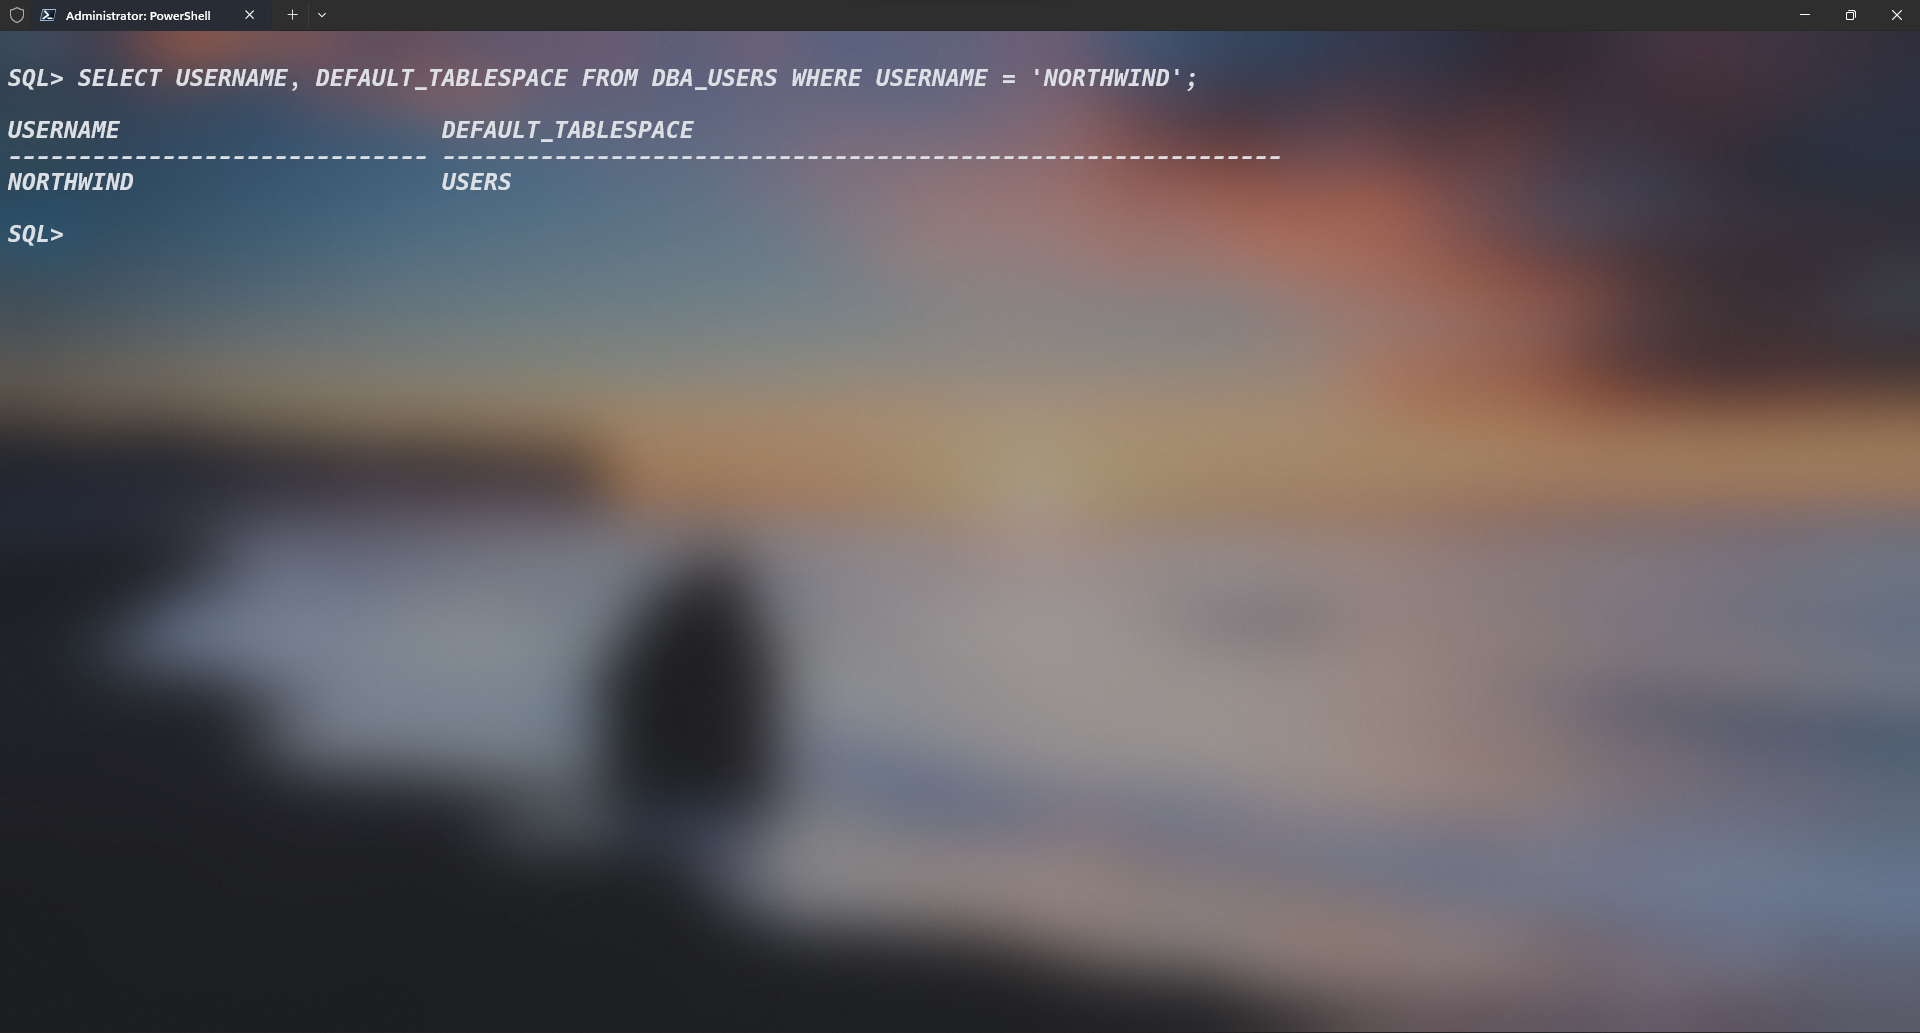 Administrator: PowerShell
SQL> SELECT USERNAME, DEFAULT_TABLESPACE FROM DBA_USERS WHERE USERNAME = 'NORTHWIND';
USERNAME                       DEFAULT_TABLESPACE
------------------------------ ------------------------------------------------------------
NORTHWIND                      USERS
SQL>